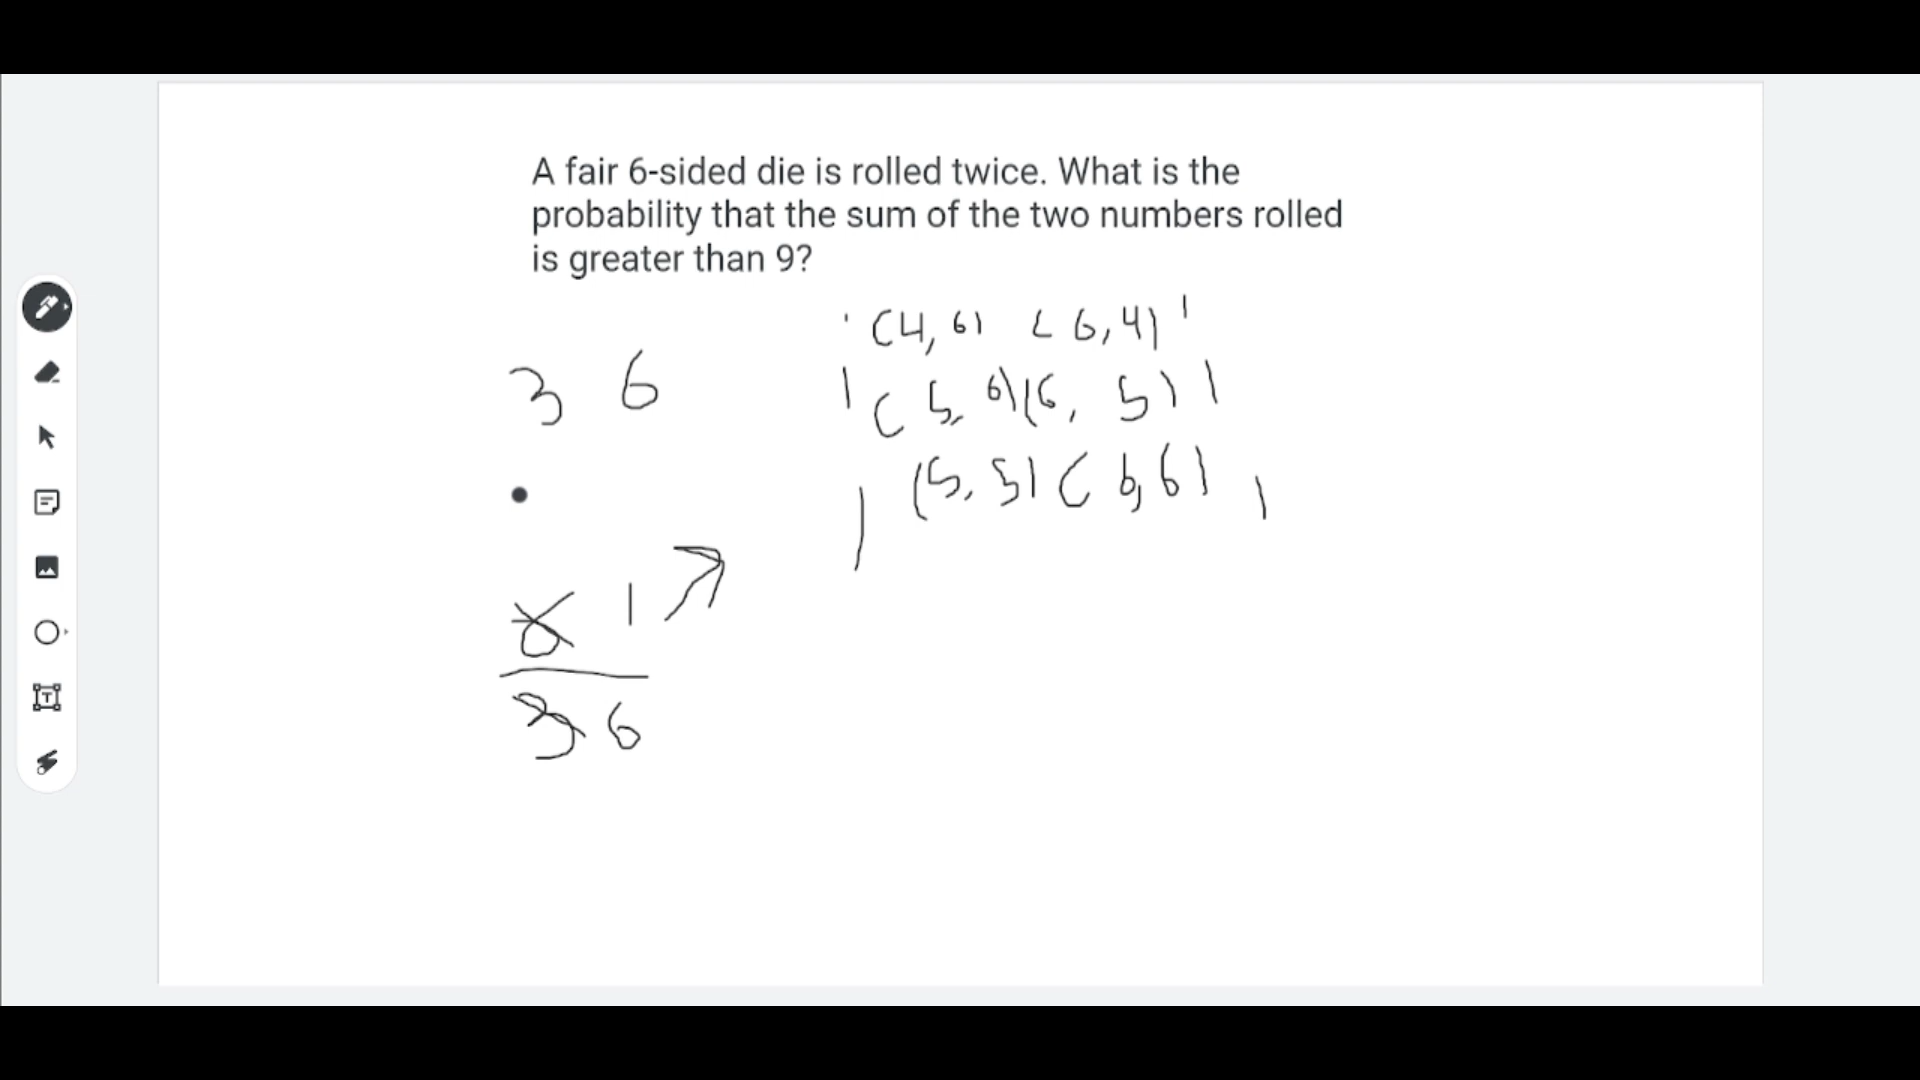 A fair 6-sided die is rolled twice. What is the
probability that the sum of the two numbers rolled
is greater than 9?
(4, 6) (6, 4)
36
(5, 6) (6, 5)
(5, 5) (6, 6)
6 1
36